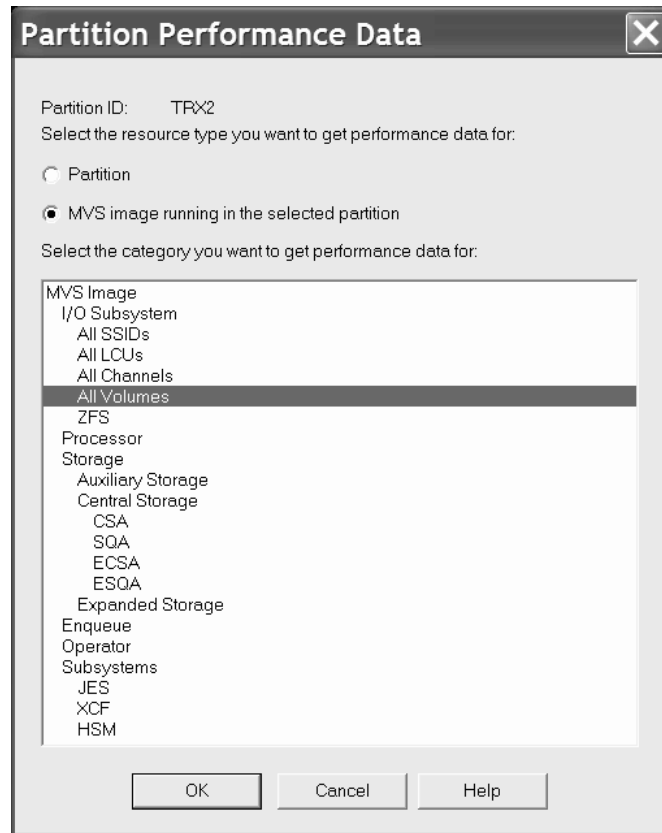 Partition Performance Data
Partition ID: TRX2
Select the resource type you want to get performance data for:
Partition
MVS image running in the selected partition
Select the category you want to get performance data for:
MVS Image
I/O Subsystem
All SSIDs
All LCUs
All Channels
All Volumes
ZFS
Processor
Storage
Auxiliary Storage
Central Storage
CSA
SQA
ECSA
ESQA
Expanded Storage
Enqueue
Operator
Subsystems
JES
XCF
HSM
OK Cancel Help